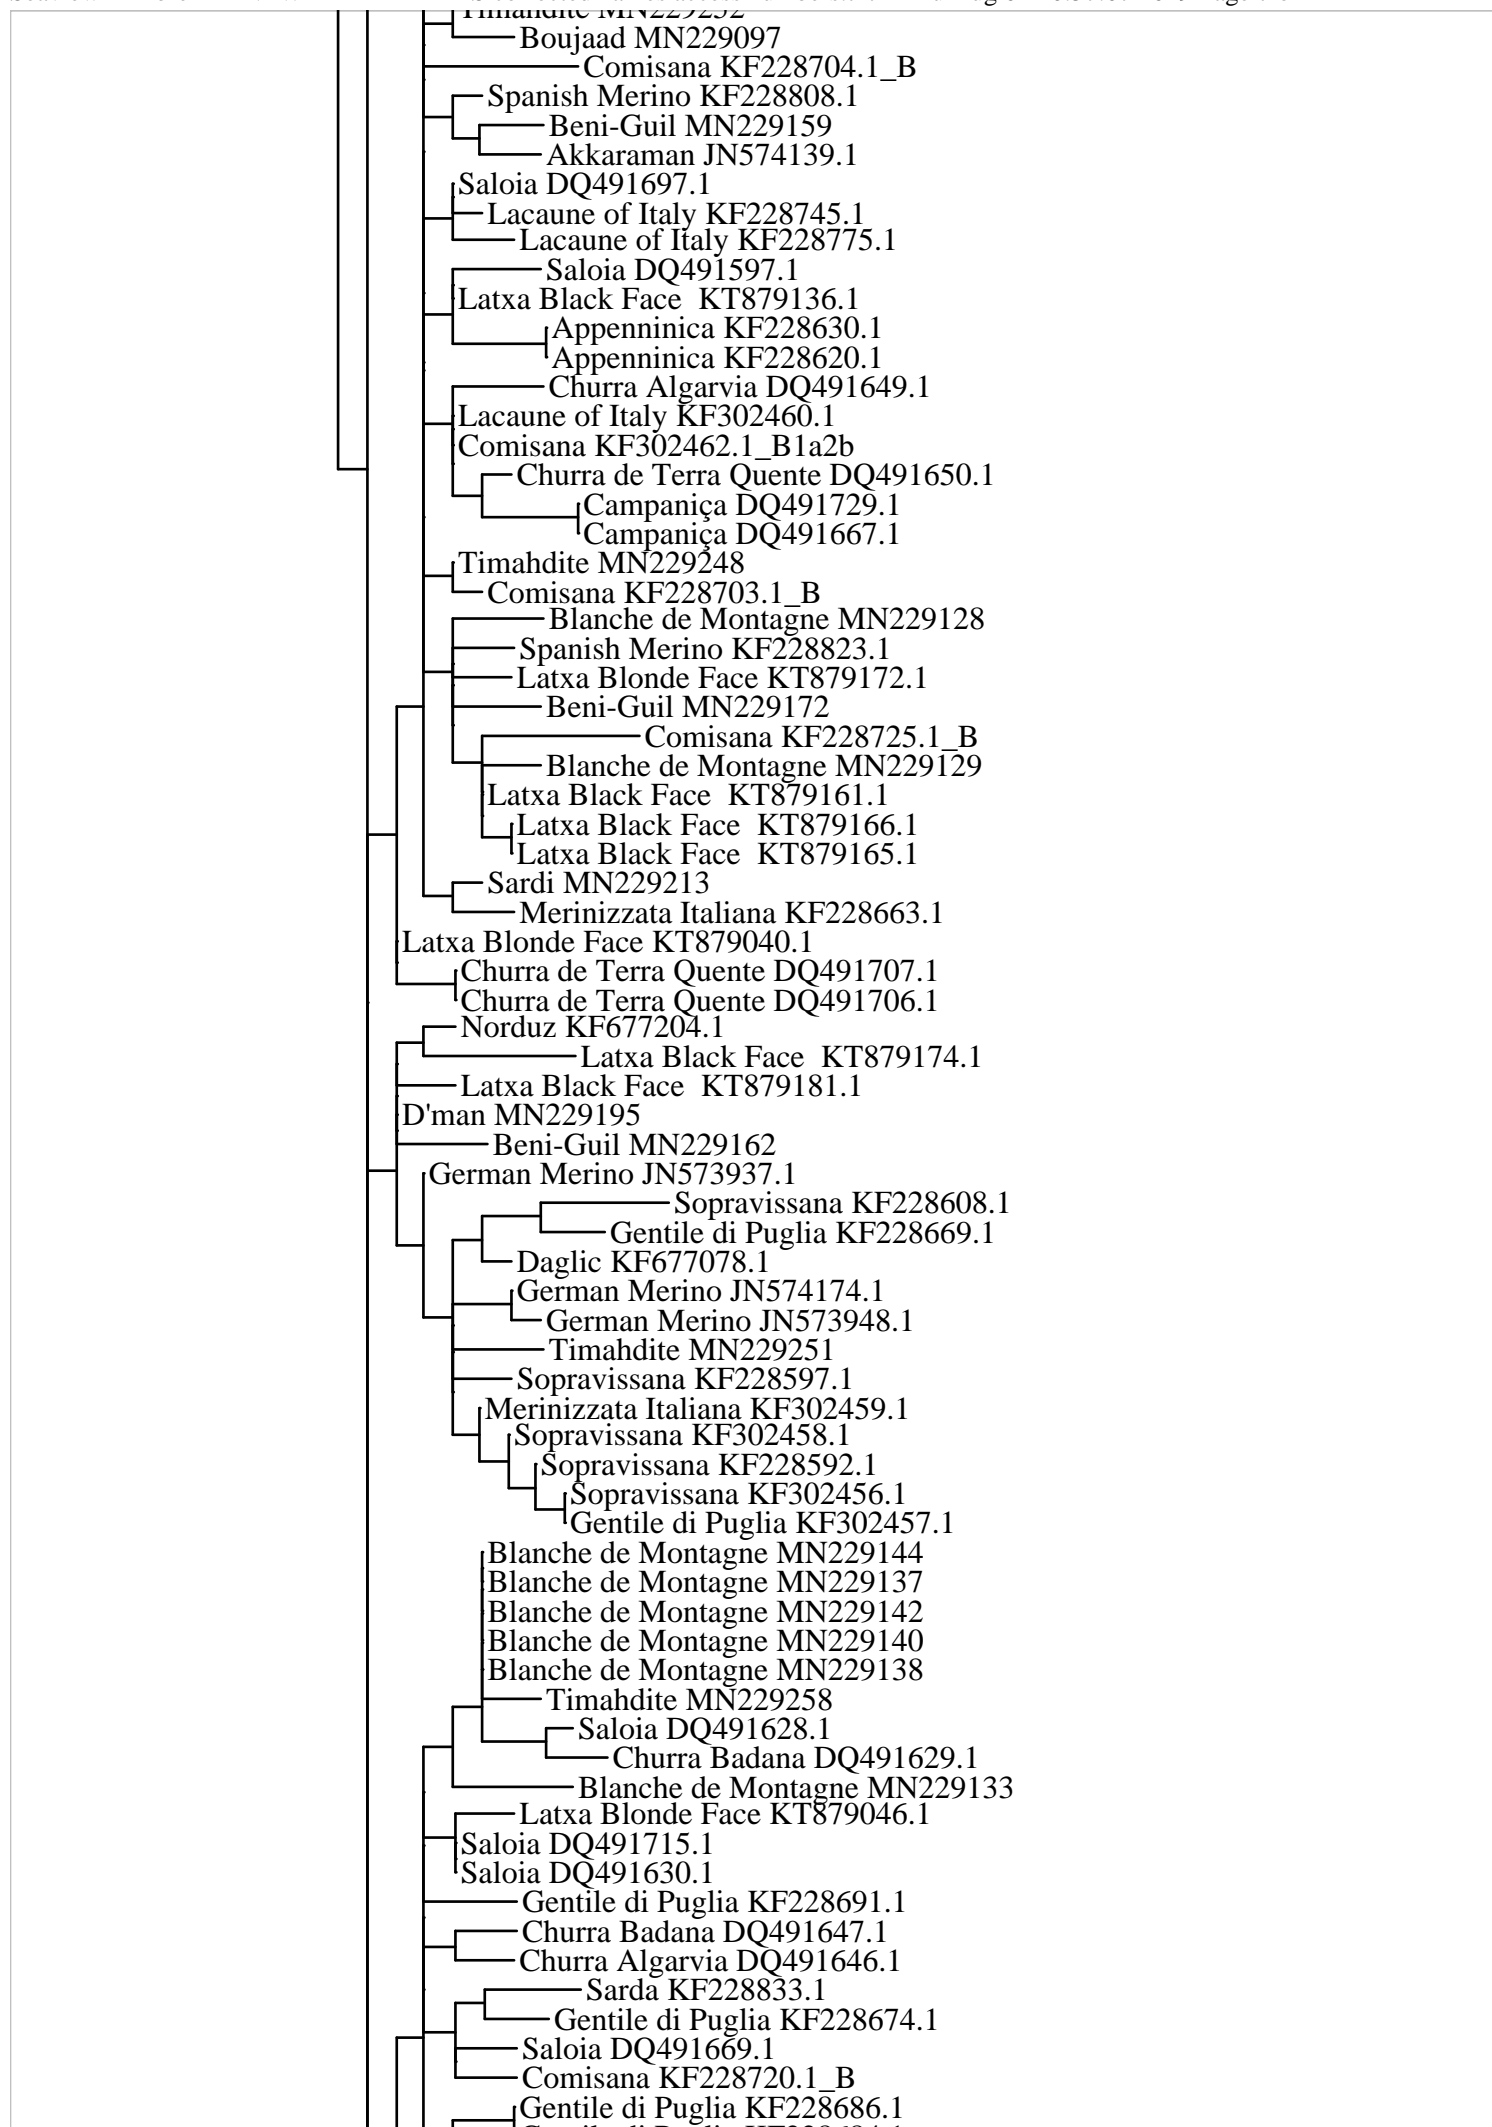 Timahdite MN229252
Boujaad MN229097
Comisana KF228704.1_B
Spanish Merino KF228808.1
Beni-Guil MN229159
Akkaraman JN574139.1
Saloia DQ491697.1
Lacaune of Italy KF228745.1
Lacaune of Italy KF228775.1
Saloia DQ491597.1
Latxa Black Face  KT879136.1
Appenninica KF228630.1
Appenninica KF228620.1
Churra Algarvia DQ491649.1
Lacaune of Italy KF302460.1
Comisana KF302462.1_B1a2b
Churra de Terra Quente DQ491650.1
Campaniça DQ491729.1
Campaniça DQ491667.1
Timahdite MN229248
Comisana KF228703.1_B
Blanche de Montagne MN229128
Spanish Merino KF228823.1
Latxa Blonde Face KT879172.1
Beni-Guil MN229172
Comisana KF228725.1_B
Blanche de Montagne MN229129
Latxa Black Face  KT879161.1
Latxa Black Face  KT879166.1
Latxa Black Face  KT879165.1
Sardi MN229213
Merinizzata Italiana KF228663.1
Latxa Blonde Face KT879040.1
Churra de Terra Quente DQ491707.1
Churra de Terra Quente DQ491706.1
Norduz KF677204.1
Latxa Black Face  KT879174.1
Latxa Black Face  KT879181.1
D'man MN229195
Beni-Guil MN229162
German Merino JN573937.1
Sopravissana KF228608.1
Gentile di Puglia KF228669.1
Daglic KF677078.1
German Merino JN574174.1
German Merino JN573948.1
Timahdite MN229251
Sopravissana KF228597.1
Merinizzata Italiana KF302459.1
Sopravissana KF302458.1
Sopravissana KF228592.1
Sopravissana KF302456.1
Gentile di Puglia KF302457.1
Blanche de Montagne MN229144
Blanche de Montagne MN229137
Blanche de Montagne MN229142
Blanche de Montagne MN229140
Blanche de Montagne MN229138
Timahdite MN229258
Saloia DQ491628.1
Churra Badana DQ491629.1
Blanche de Montagne MN229133
Latxa Blonde Face KT879046.1
Saloia DQ491715.1
Saloia DQ491630.1
Gentile di Puglia KF228691.1
Churra Badana DQ491647.1
Churra Algarvia DQ491646.1
Sarda KF228833.1
Gentile di Puglia KF228674.1
Saloia DQ491669.1
Comisana KF228720.1_B
Gentile di Puglia KF228686.1